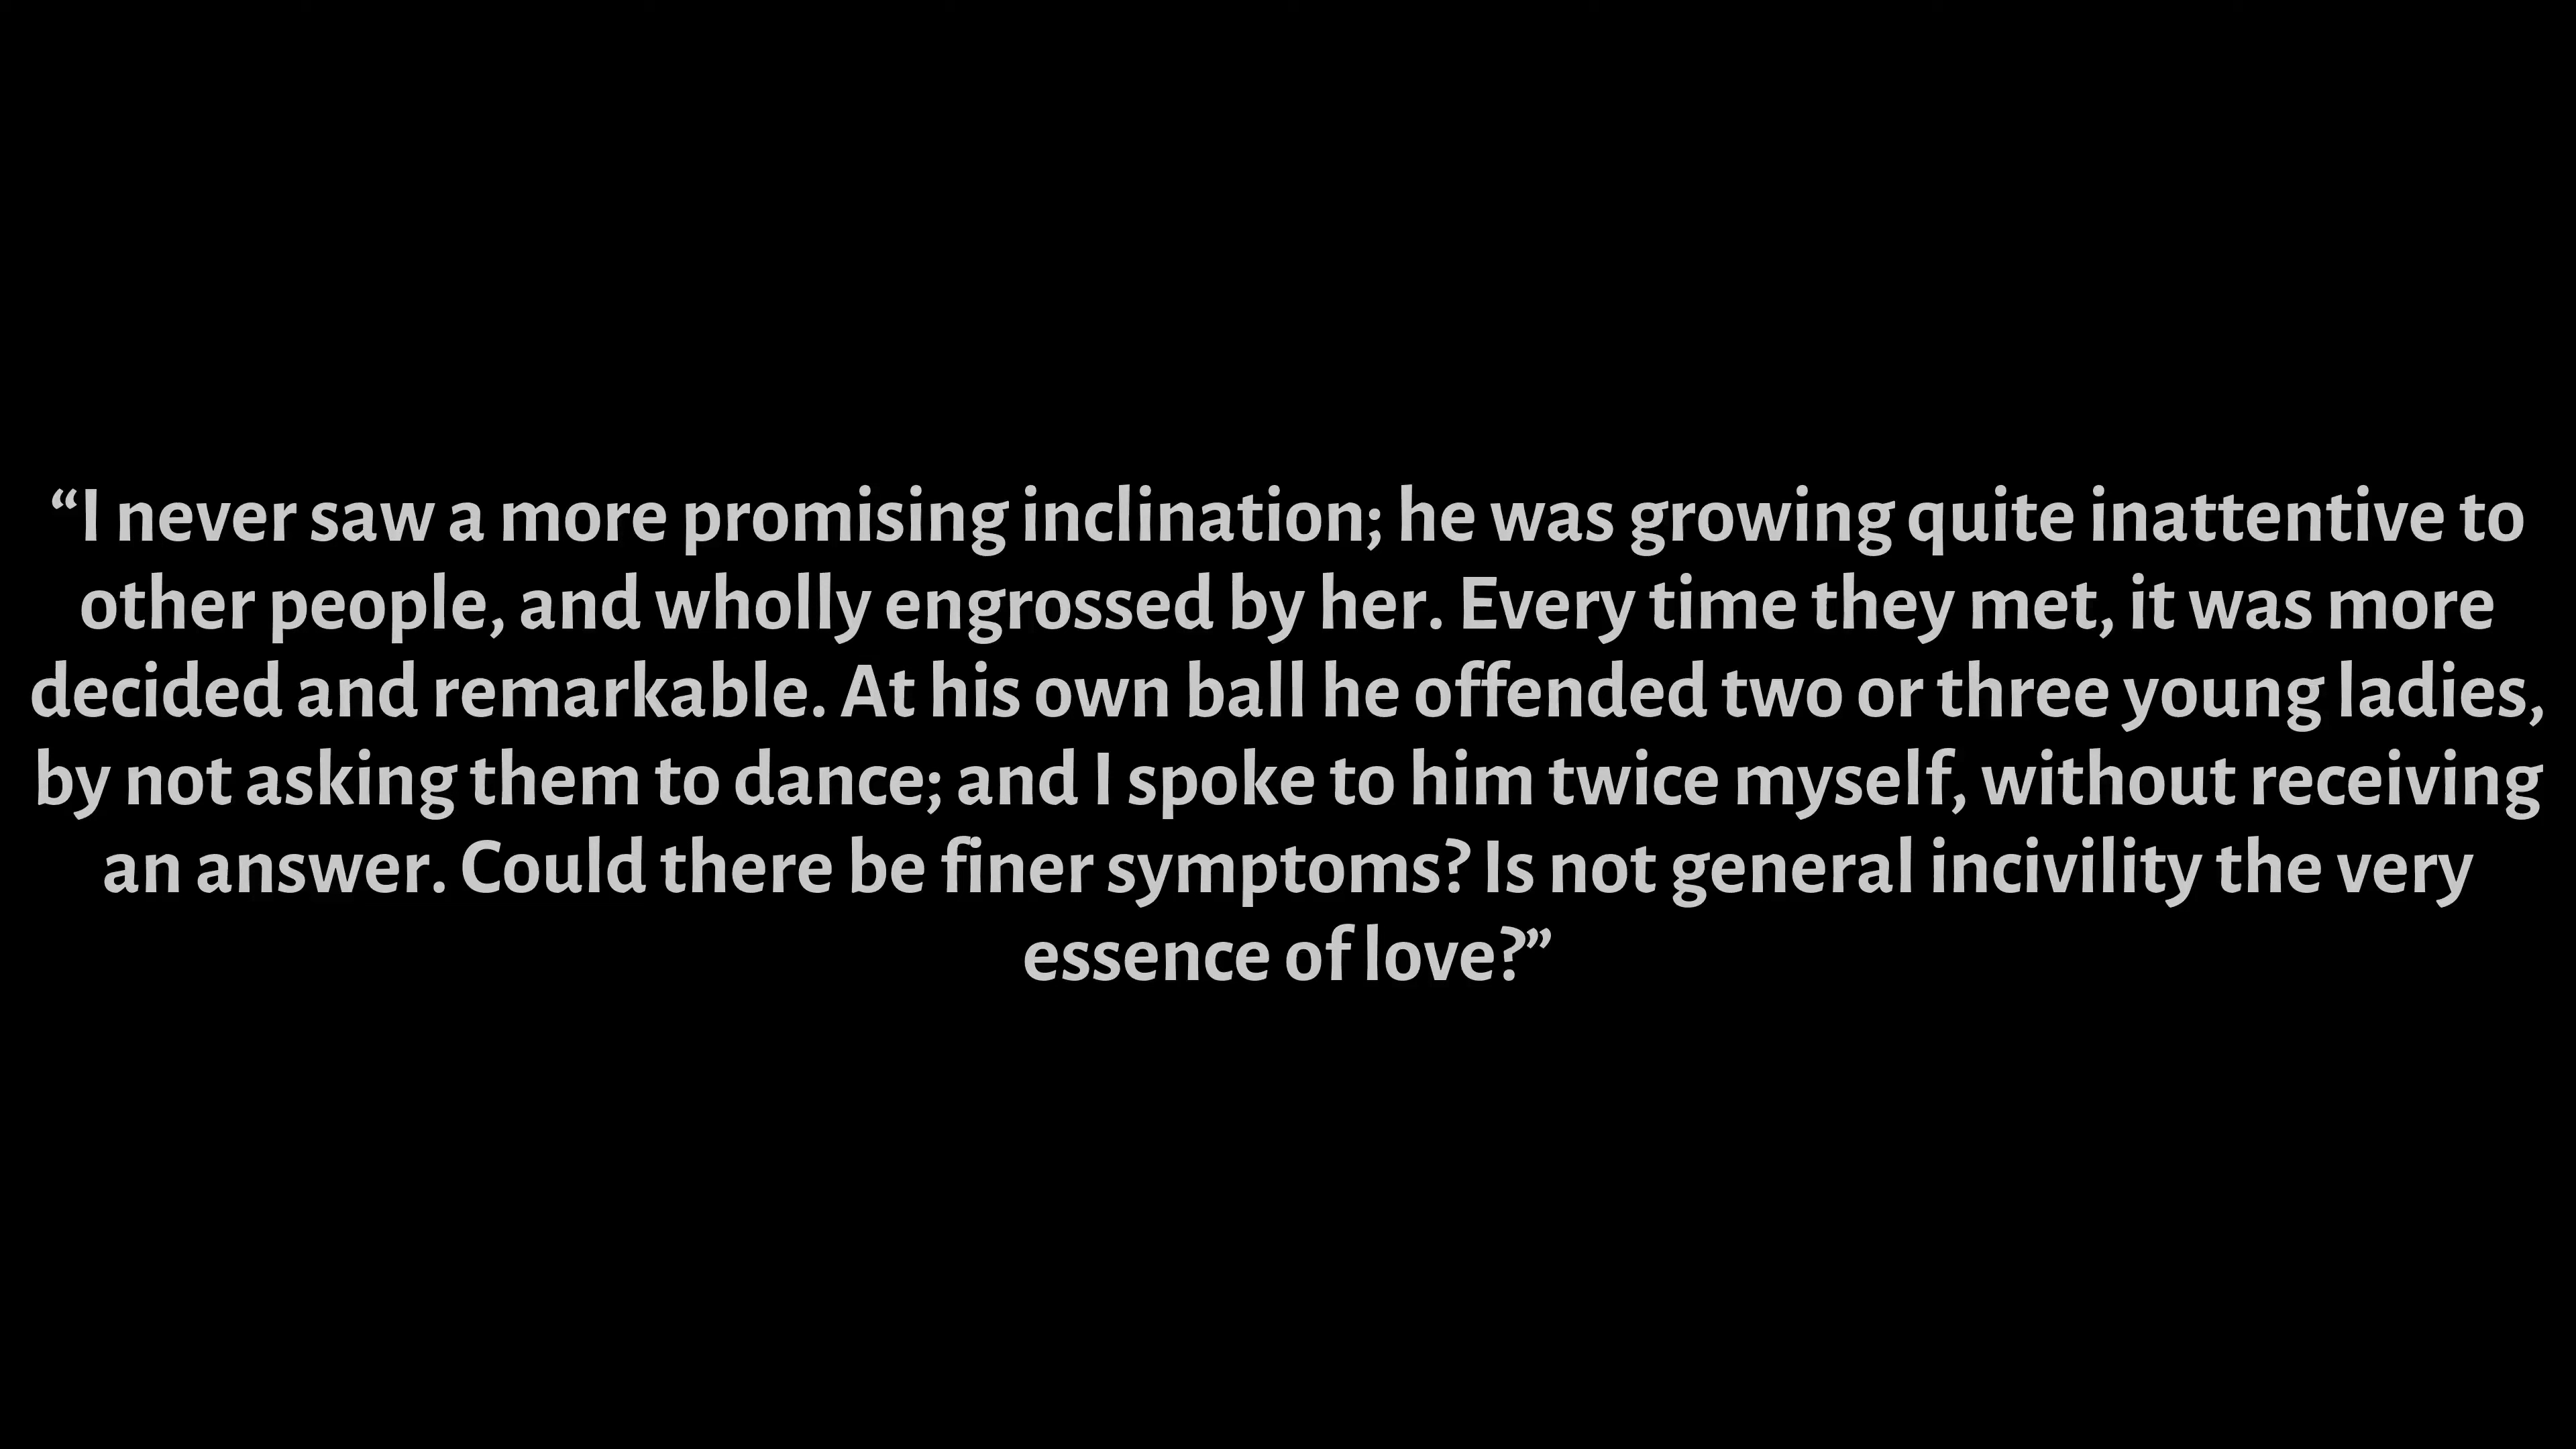 “I never saw a more promising inclination; he was growing quite inattentive to
other people, and wholly engrossed by her. Every time they met, it was more
decided and remarkable. At his own ball he offended two or three young ladies,
by not asking them to dance; and I spoke to him twice myself, without receiving
an answer. Could there be finer symptoms? Is not general incivility the very
essence of love?”